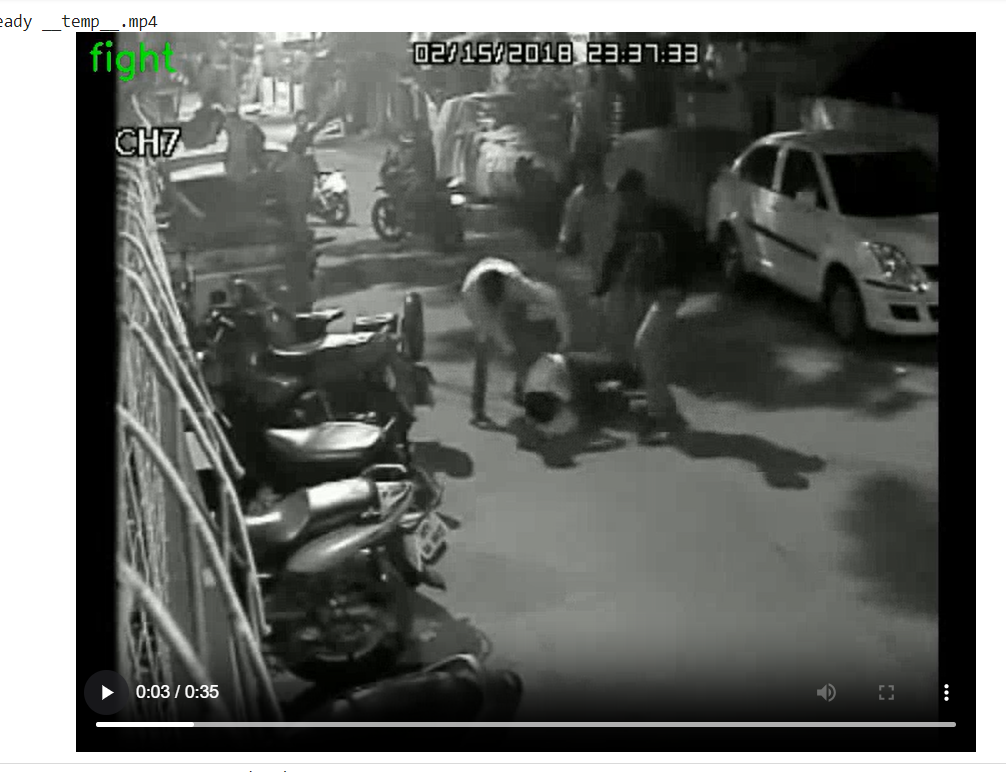 eady __temp__.mp4
fight
02/15/2018 23:37:33
CH7
0:03 / 0:35